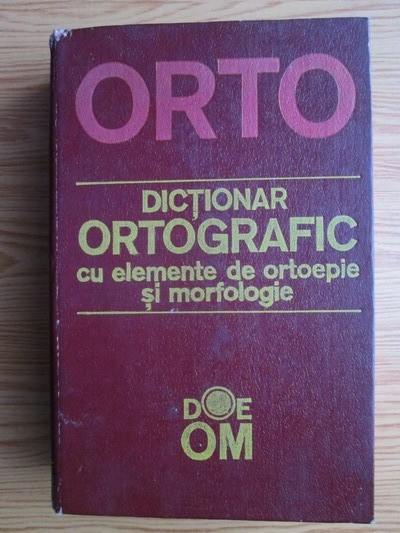 ORTO
DICȚIONAR
ORTOGRAFIC
cu elemente de ortoepie
și morfologie
DOE
OM